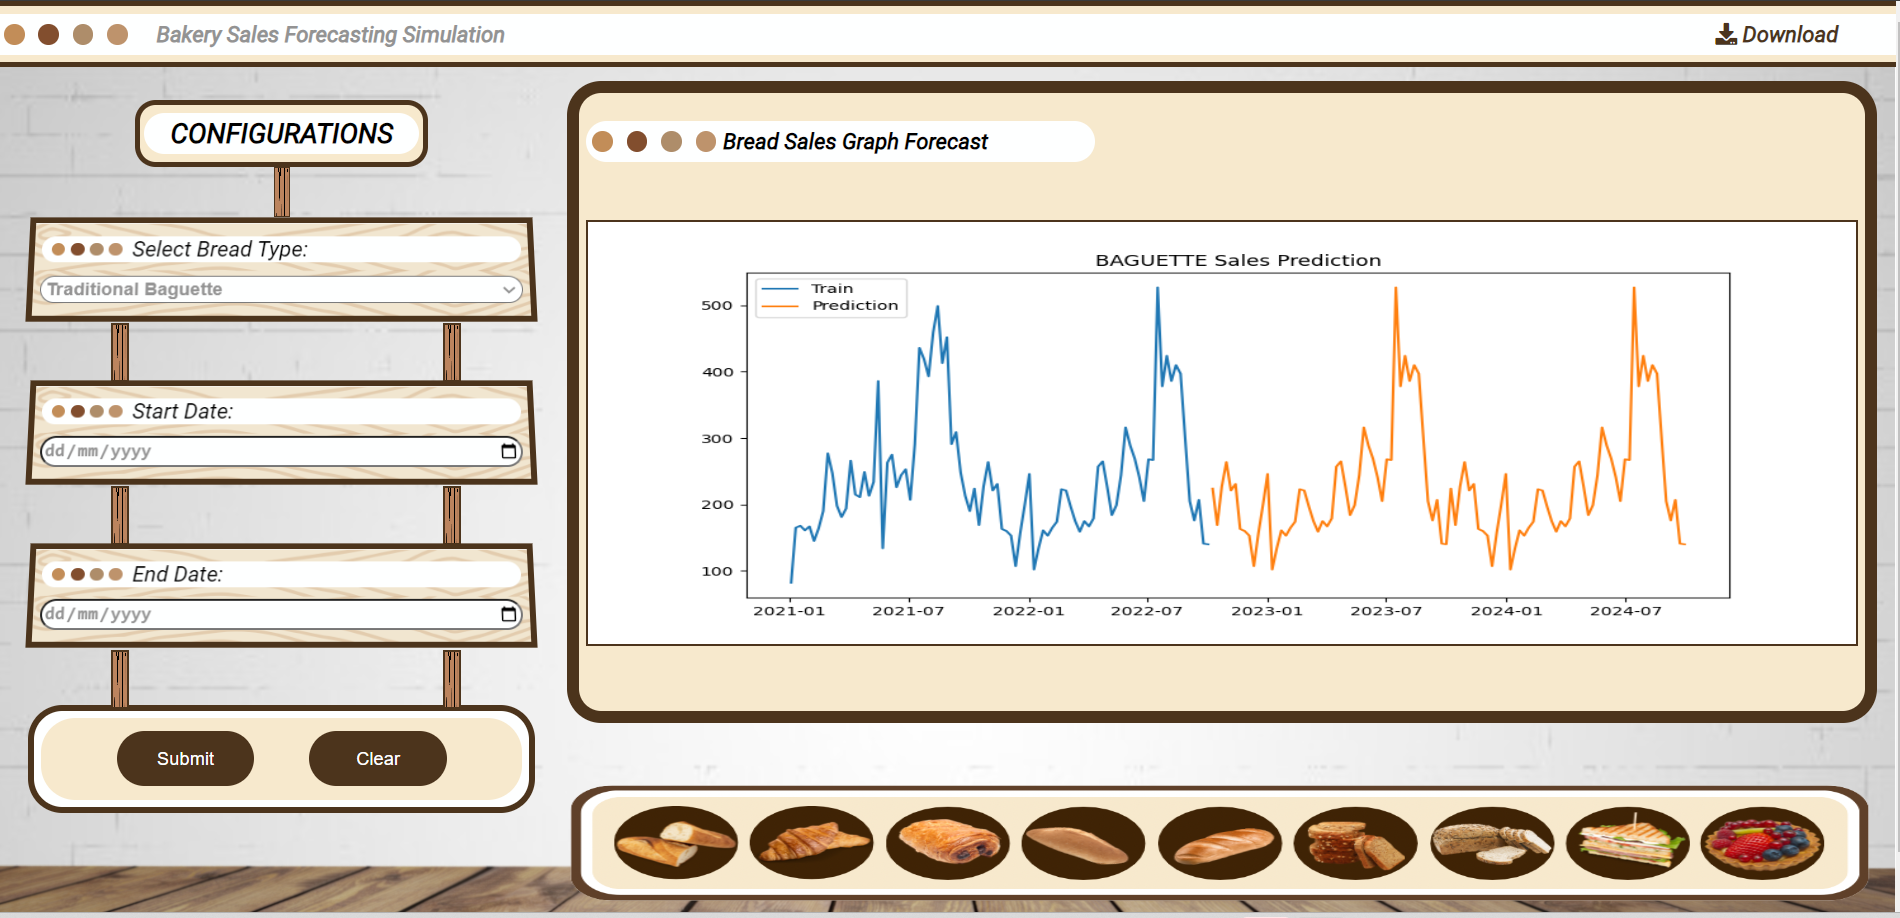 Bakery Sales Forecasting Simulation
Download
CONFIGURATIONS
Select Bread Type:
Traditional Baguette
Start Date:
dd/mm/yyyy
End Date:
dd/mm/yyyy
Submit
Clear
Bread Sales Graph Forecast
BAGUETTE Sales Prediction
Train
Prediction
500
400
300
200
100
2021-01 2021-07 2022-01 2022-07 2023-01 2023-07 2024-01 2024-07